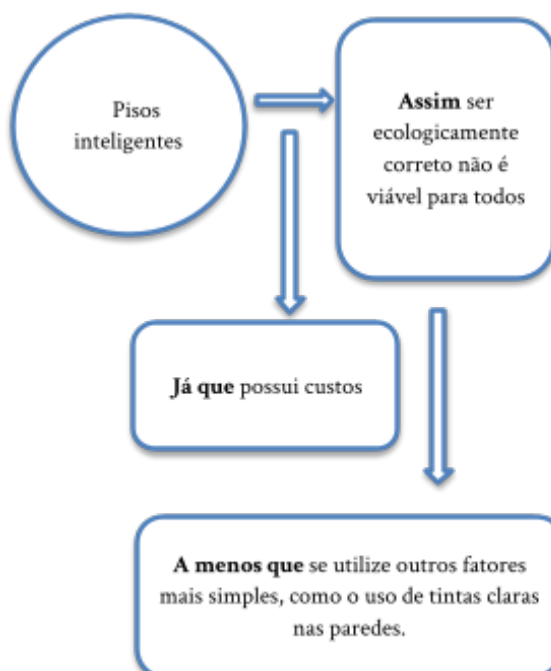 Pisos
inteligentes
Assim ser
ecologicamente
correto não é
viável para todos
Já que possui custos
A menos que se utilize outros fatores
mais simples, como o uso de tintas claras
nas paredes.